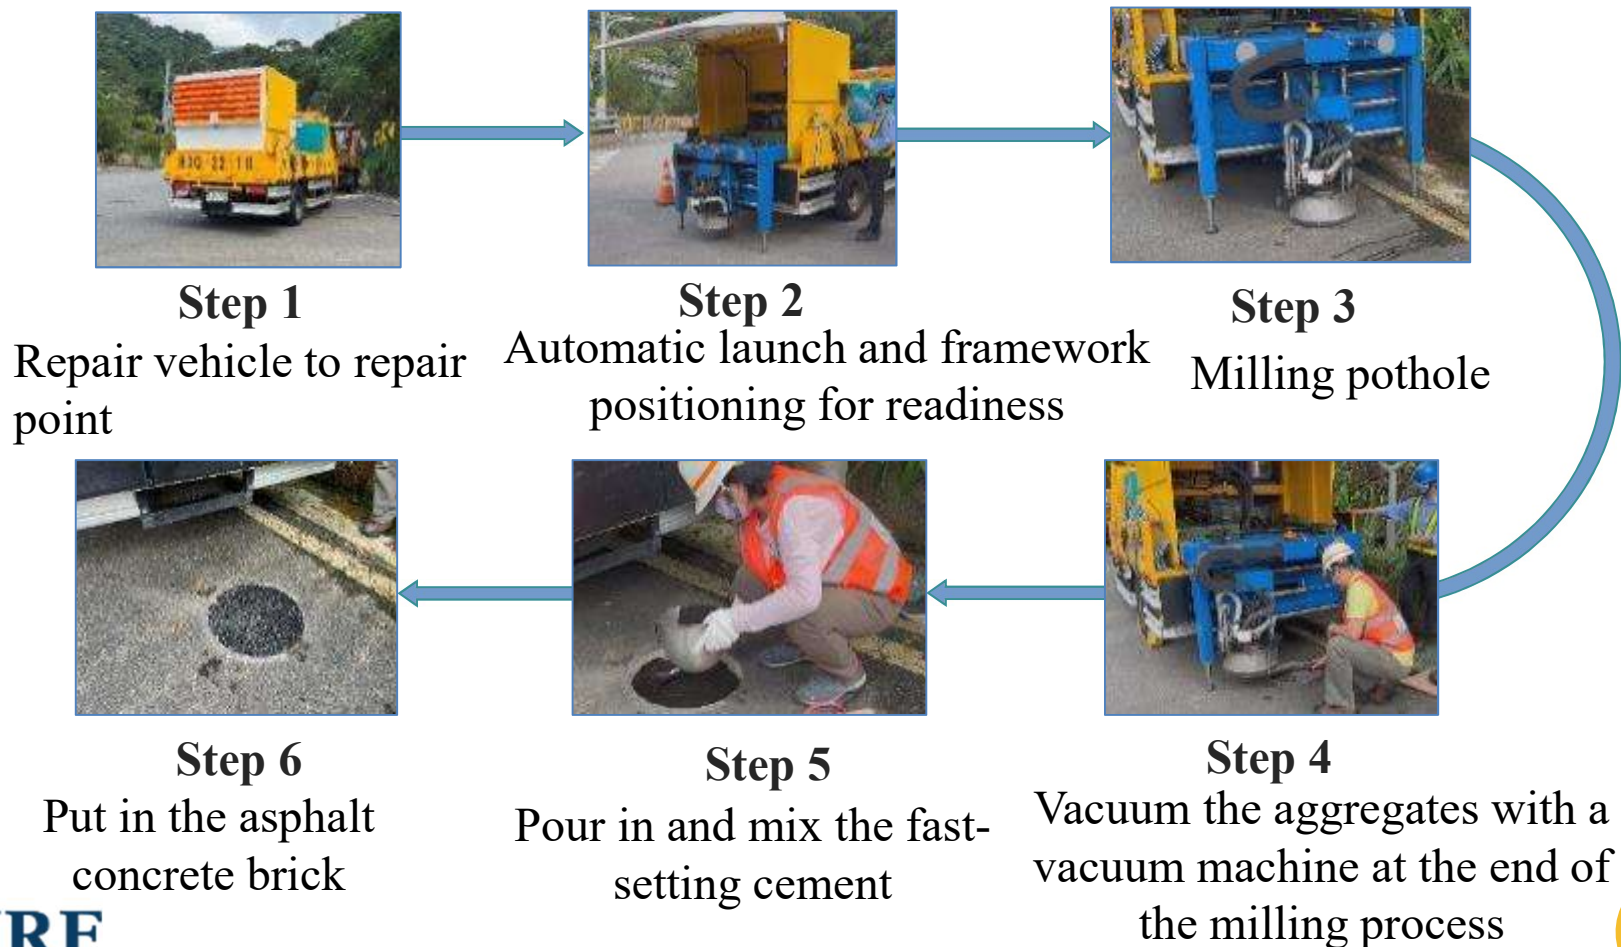 Step 1
Repair vehicle to repair
point
Step 2
Automatic launch and framework
positioning for readiness
Step 3
Milling pothole
Step 4
Vacuum the aggregates with a
vacuum machine at the end of
the milling process
Step 5
Pour in and mix the fast-
setting cement
Step 6
Put in the asphalt
concrete brick